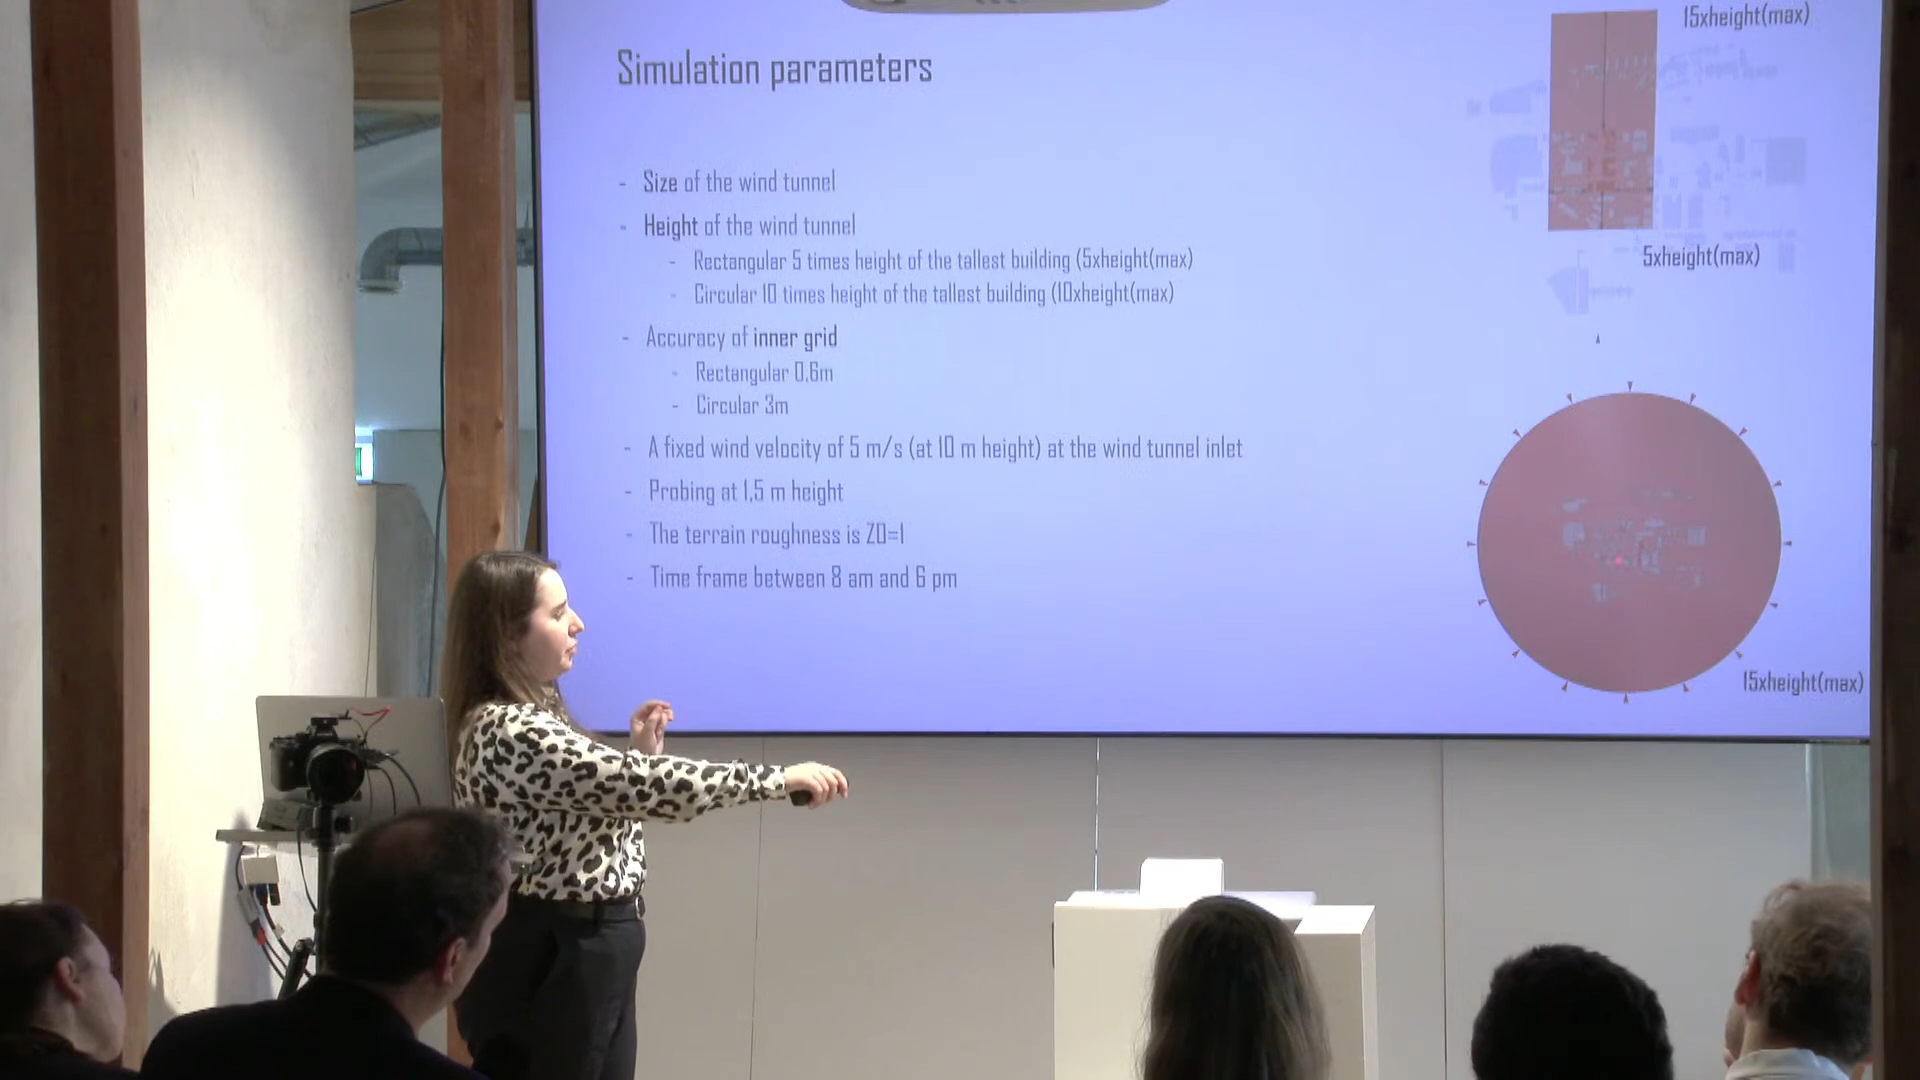 Simulation parameters
- Size of the wind tunnel
- Height of the wind tunnel
- Rectangular 5 times height of the tallest building (5xheight(max)
- Circular 10 times height of the tallest building (10xheight(max)
- Accuracy of inner grid
- Rectangular 0,6m
- Circular 3m
- A fixed wind velocity of 5 m/s (at 10 m height) at the wind tunnel inlet
- Probing at 1,5 m height
- The terrain roughness is Z0=1
- Time frame between 8 am and 6 pm
15xheight(max)
5xheight(max)
15xheight(max)